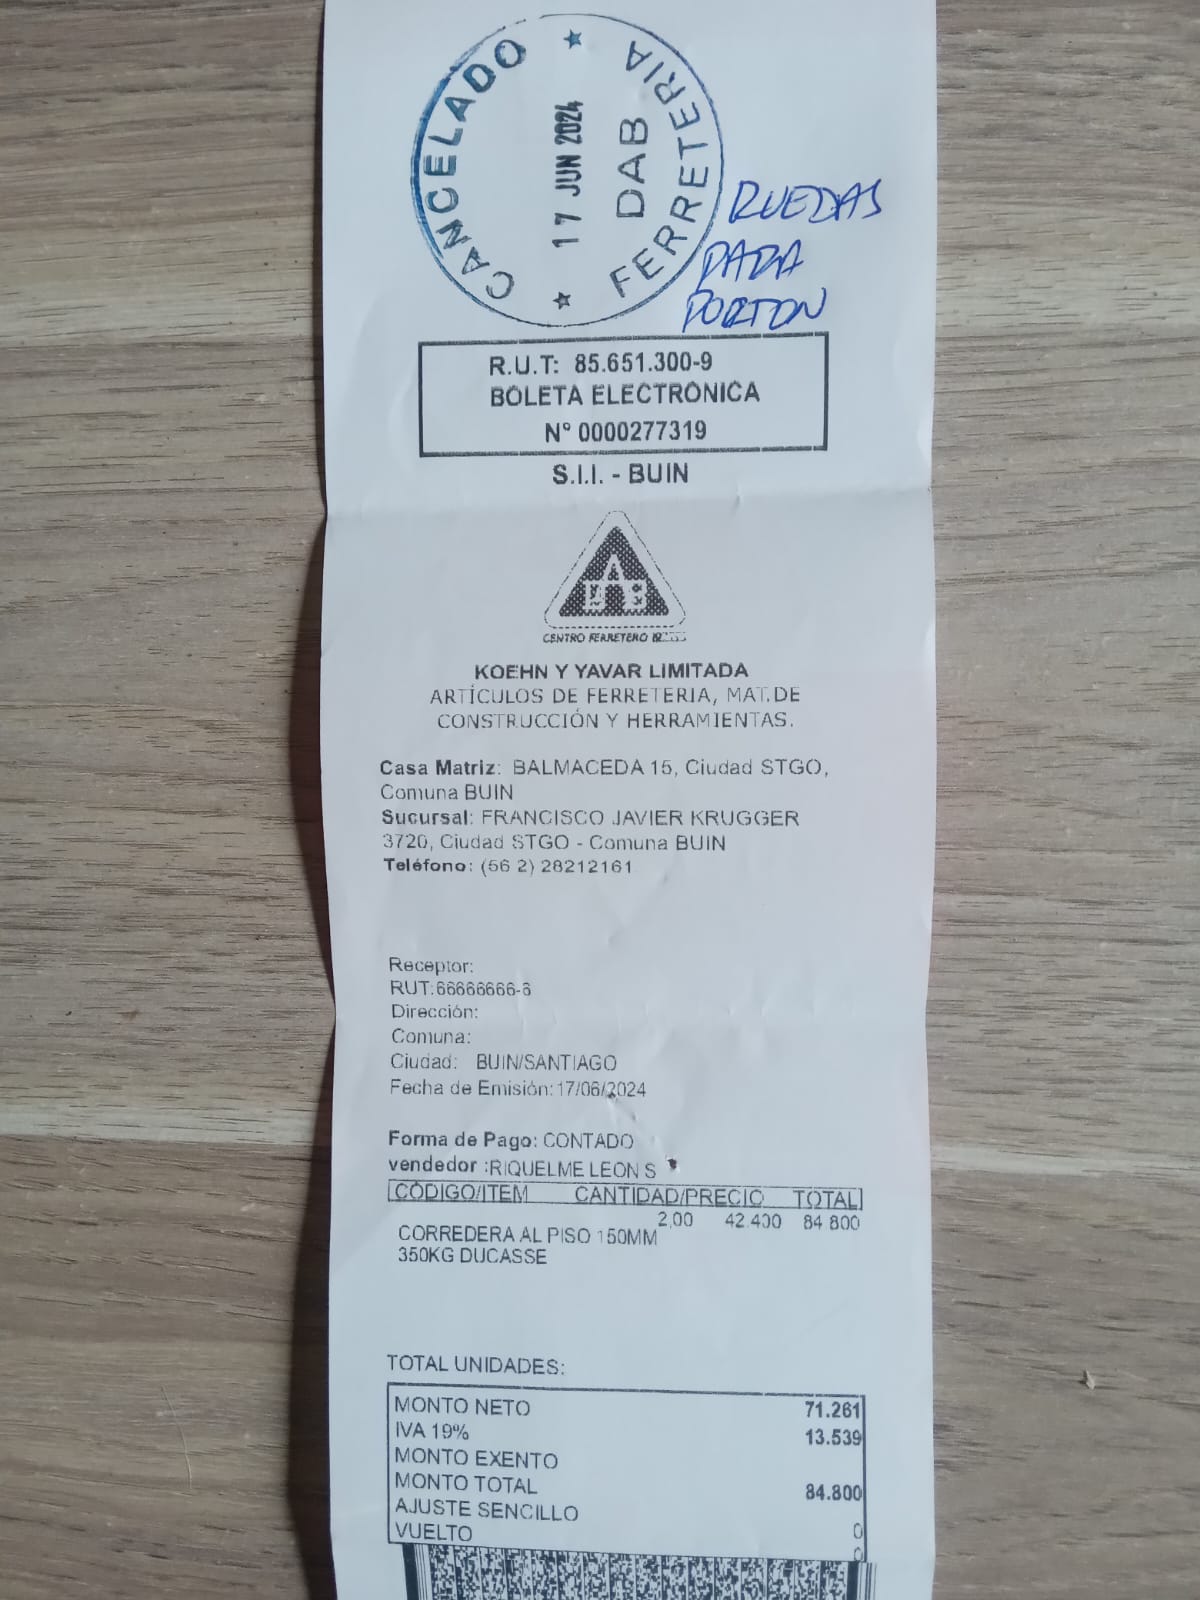 CANCELADO
17 JUN 2024
DAB
FERRETERIA
RUEDAS
PARA
PORTON
R.U.T: 85.651.300-9
BOLETA ELECTRONICA
N° 0000277319
S.I.I. - BUIN
DAB
CENTRO FERRETERO
KOEHN Y YAVAR LIMITADA
ARTÍCULOS DE FERRETERIA, MAT.DE
CONSTRUCCIÓN Y HERRAMIENTAS.
Casa Matriz: BALMACEDA 15, Ciudad STGO,
Comuna BUIN
Sucursal: FRANCISCO JAVIER KRUGGER
3720, Ciudad STGO - Comuna BUIN
Teléfono: (56 2) 28212161
Receptor:
RUT:66666666-6
Dirección:
Comuna:
Ciudad: BUIN/SANTIAGO
Fecha de Emisión:17/06/2024
Forma de Pago: CONTADO
vendedor :RIQUELME LEON S
CÓDIGO/ITEM CANTIDAD/PRECIO TOTAL
2,00 42.400 84.800
CORREDERA AL PISO 150MM
350KG DUCASSE
TOTAL UNIDADES:
MONTO NETO 71.261
IVA 19% 13.539
MONTO EXENTO
MONTO TOTAL 84.800
AJUSTE SENCILLO 0
VUELTO 0